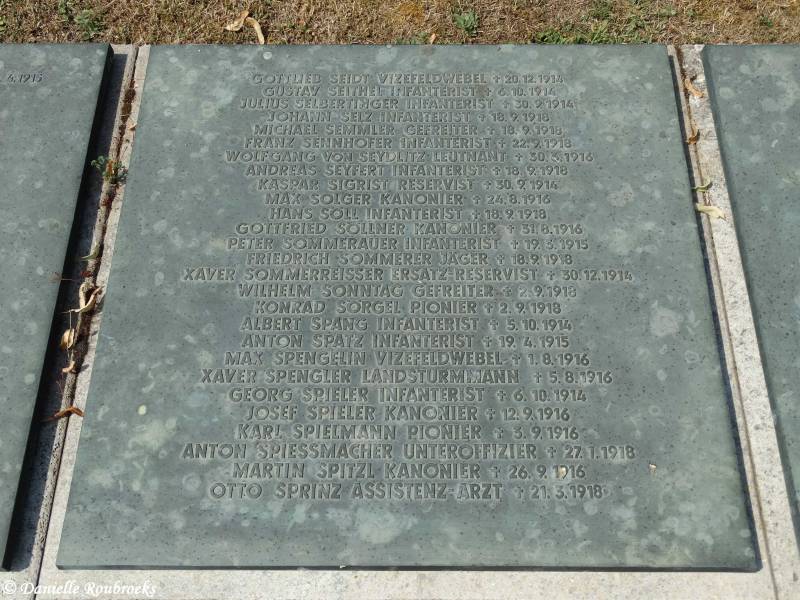 . 4.1915
GOTTLIEB SEIDT VIZEFELDWEBEL ✝ 20.12.1914
GUSTAV SEITHEL INFANTERIST ✝ 6.10.1914
JULIUS SELBERTINGER INFANTERIST ✝ 30.9.1914
JOHANN SELZ INFANTERIST ✝ 18.9.1918
MICHAEL SEMMLER GEFREITER ✝ 18.9.1918
FRANZ SENNHOFER INFANTERIST ✝ 22.9.1918
WOLFGANG VON SEYDLITZ LEUTNANT ✝ 30.3.1916
ANDREAS SEYFERT INFANTERIST ✝ 18.9.1918
KASPAR SIGRIST RESERVIST ✝ 30.9.1914
MAX SOLGER KANONIER ✝ 24.8.1916
HANS SÖLL INFANTERIST ✝ 18.9.1918
GOTTFRIED SÖLLNER KANONIER ✝ 31.8.1916
PETER SOMMERAUER INFANTERIST ✝ 19.3.1915
FRIEDRICH SOMMERER JÄGER ✝ 18.9.1918
XAVER SOMMERREISSER ERSATZ-RESERVIST ✝ 30.12.1914
WILHELM SONNTAG GEFREITER ✝ 2.9.1918
KONRAD SÖRGEL PIONIER ✝ 2.9.1918
ALBERT SPANG INFANTERIST ✝ 5.10.1914
ANTON SPATZ INFANTERIST ✝ 19.4.1915
MAX SPENGELIN VIZEFELDWEBEL ✝ 1.8.1916
XAVER SPENGLER LANDSTURMMANN ✝ 5.8.1916
GEORG SPIELER INFANTERIST ✝ 6.10.1914
JOSEF SPIELER KANONIER ✝ 12.9.1916
KARL SPIELMANN PIONIER ✝ 3.9.1916
ANTON SPIESSMACHER UNTEROFFIZIER ✝ 27.1.1918
MARTIN SPITZL KANONIER ✝ 26.9.1916
OTTO SPRINZ ASSISTENZ-ARZT ✝ 21.3.1918
© Danielle Roubroeks